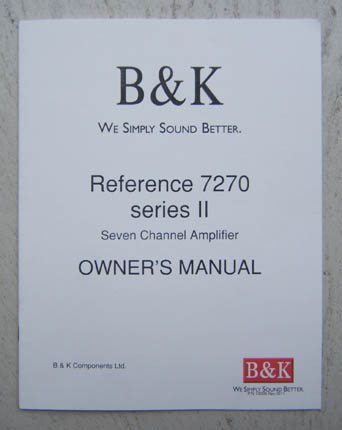 B&K
WE SIMPLY SOUND BETTER.
Reference 7270
series II
Seven Channel Amplifier
OWNER'S MANUAL
B & K Components Ltd.
B&K
WE SIMPLY SOUND BETTER.